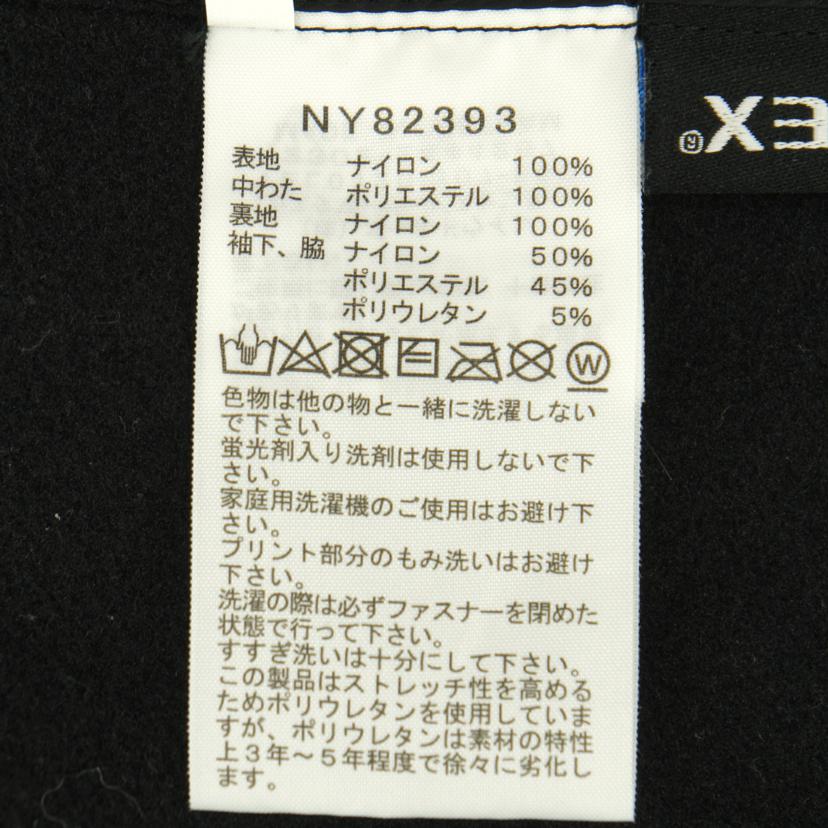 NY82393
表地 ナイロン 100%
中わた ポリエステル 100%
裏地 ナイロン 100%
袖下、脇 ナイロン 50%
ポリエステル 45%
ポリウレタン 5%
W
色物は他の物と一緒に洗濯しない
で下さい。
蛍光剤入り洗剤は使用しないで下
さい。
家庭用洗濯機のご使用はお避け下
さい。
プリント部分のもみ洗いはお避け
下さい。
洗濯の際は必ずファスナーを閉めた
状態で行って下さい。
すすぎ洗いは十分にして下さい。
この製品はストレッチ性を高める
ためポリウレタンを使用していま
すが、ポリウレタンは素材の特性
上3年～5年程度で徐々に劣化し
ます。
EX®